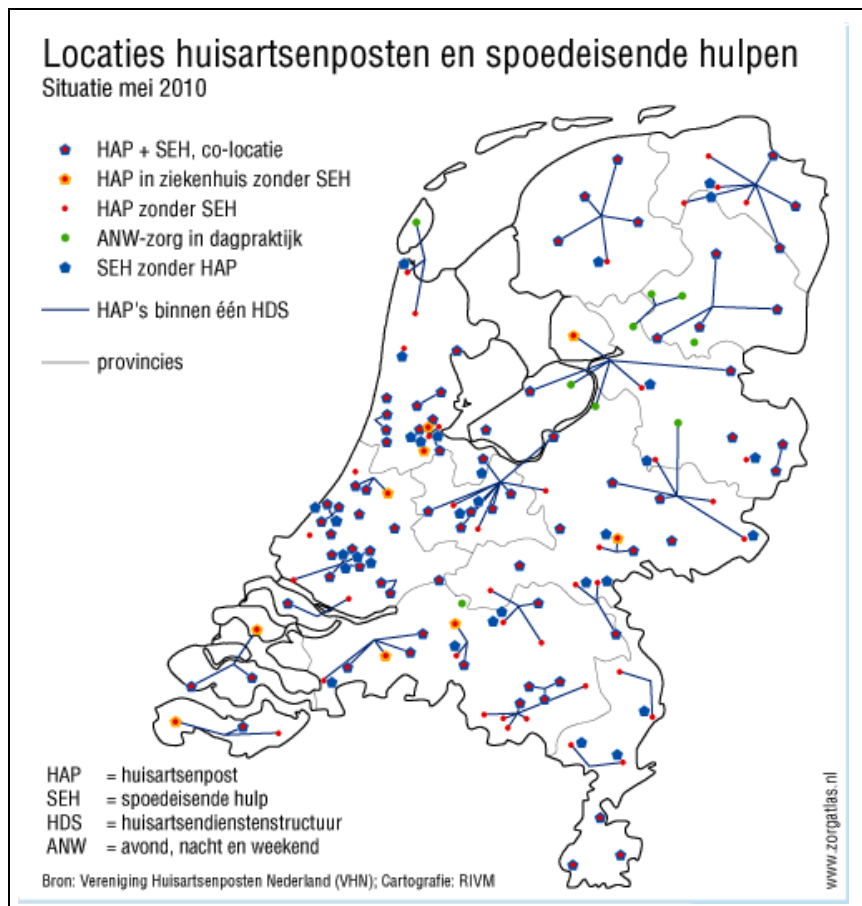 Locaties huisartsenposten en spoedeisende hulpen
Situatie mei 2010
HAP + SEH, co-locatie
HAP in ziekenhuis zonder SEH
HAP zonder SEH
ANW-zorg in dagpraktijk
SEH zonder HAP
HAP's binnen één HDS
provincies
HAP = huisartsenpost
SEH = spoedeisende hulp
HDS = huisartsendienstenstructuur
ANW = avond, nacht en weekend
Bron: Vereniging Huisartsenposten Nederland (VHN); Cartografie: RIVM
www.zorgatlas.nl